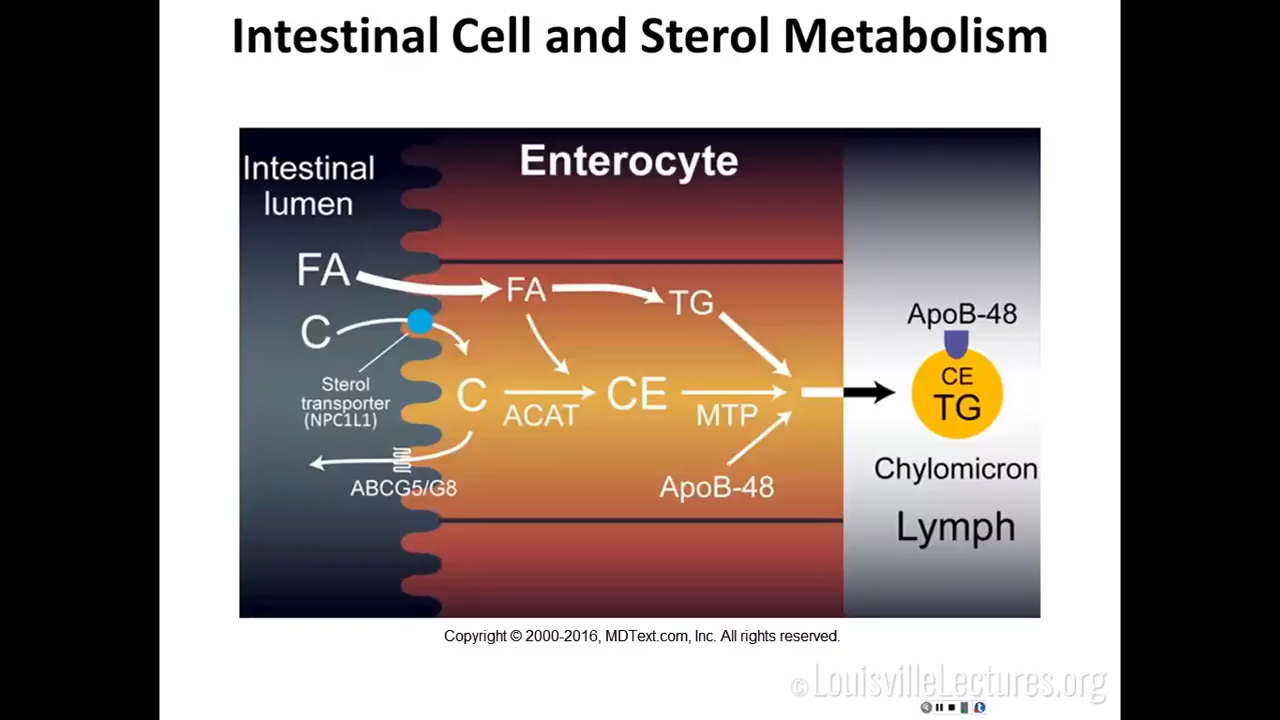 Intestinal Cell and Sterol Metabolism
Intestinal
lumen
Enterocyte
FA
FA
TG
C
Sterol
transporter
(NPC1L1)
C
ACAT
CE
MTP
ABCG5/G8
ApoB-48
ApoB-48
CE
TG
Chylomicron
Lymph
Copyright © 2000-2016, MDText.com, Inc. All rights reserved.
© LouisvilleLectures.org